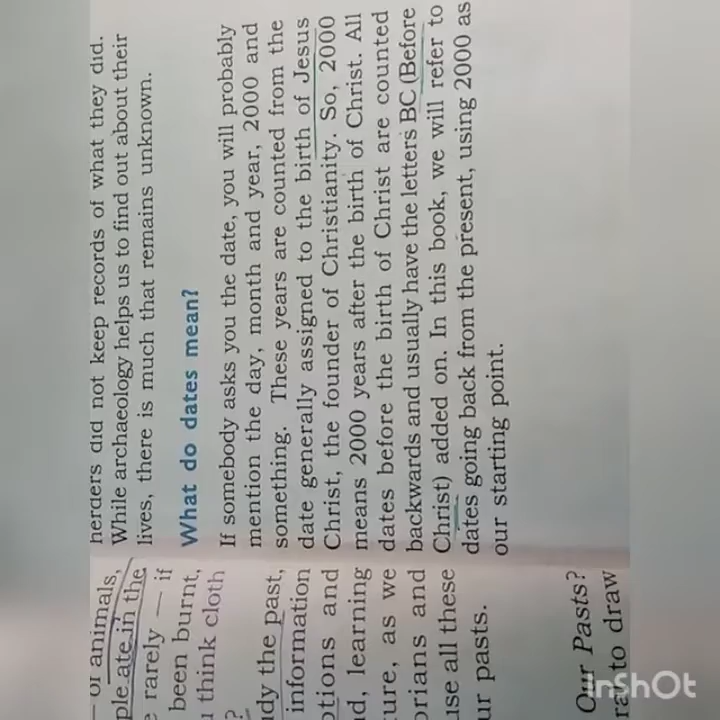 herders did not keep records of what they did.
While archaeology helps us to find out about their
lives, there is much that remains unknown.
What do dates mean?
If somebody asks you the date, you will probably
mention the day, month and year, 2000 and
something. These years are counted from the
date generally assigned to the birth of Jesus
Christ, the founder of Christianity. So, 2000
means 2000 years after the birth of Christ. All
dates before the birth of Christ are counted
backwards and usually have the letters BC (Before
Christ) added on. In this book, we will refer to
dates going back from the present, using 2000 as
our starting point.
— of animals,
ple ate in the
rarely — if
been burnt,
think cloth
?
dy the past,
information
otions and
d, learning
ure, as we
orians and
use all these
ur pasts.
Our Pasts?
ra to draw
InShOt